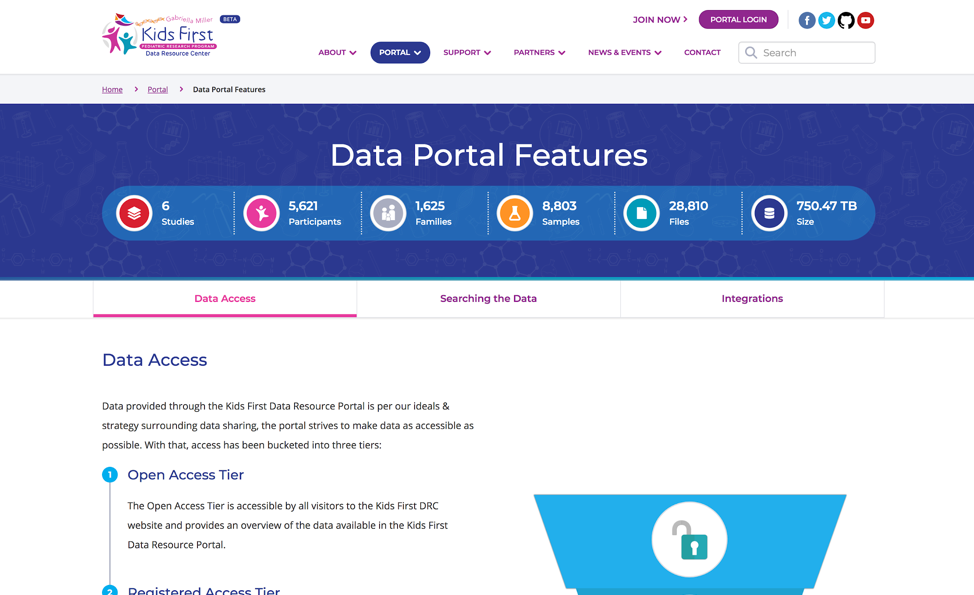 Gabriella Miller
Kids First
PEDIATRIC RESEARCH PROGRAM
Data Resource Center
BETA
JOIN NOW
PORTAL LOGIN
ABOUT
PORTAL
SUPPORT
PARTNERS
NEWS & EVENTS
CONTACT
Search
Home > Portal > Data Portal Features
Data Portal Features
6
Studies
5,621
Participants
1,625
Families
8,803
Samples
28,810
Files
750.47 TB
Size
Data Access
Searching the Data
Integrations
Data Access
Data provided through the Kids First Data Resource Portal is per our ideals &
strategy surrounding data sharing, the portal strives to make data as accessible as
possible. With that, access has been bucketed into three tiers:
1 Open Access Tier
The Open Access Tier is accessible by all visitors to the Kids First DRC
website and provides an overview of the data available in the Kids First
Data Resource Portal.
2 Registered Access Tier